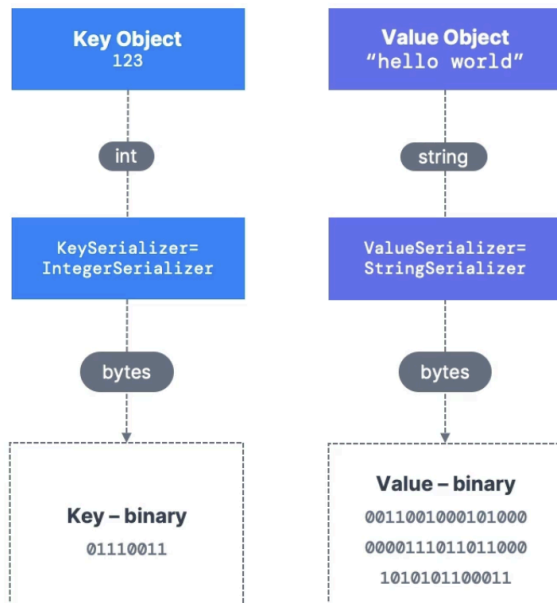 Key Object
123
int
KeySerializer=
IntegerSerializer
bytes
Key – binary
01110011
Value Object
“hello world”
string
ValueSerializer=
StringSerializer
bytes
Value – binary
0011001000101000
0000111011011000
1010101100011